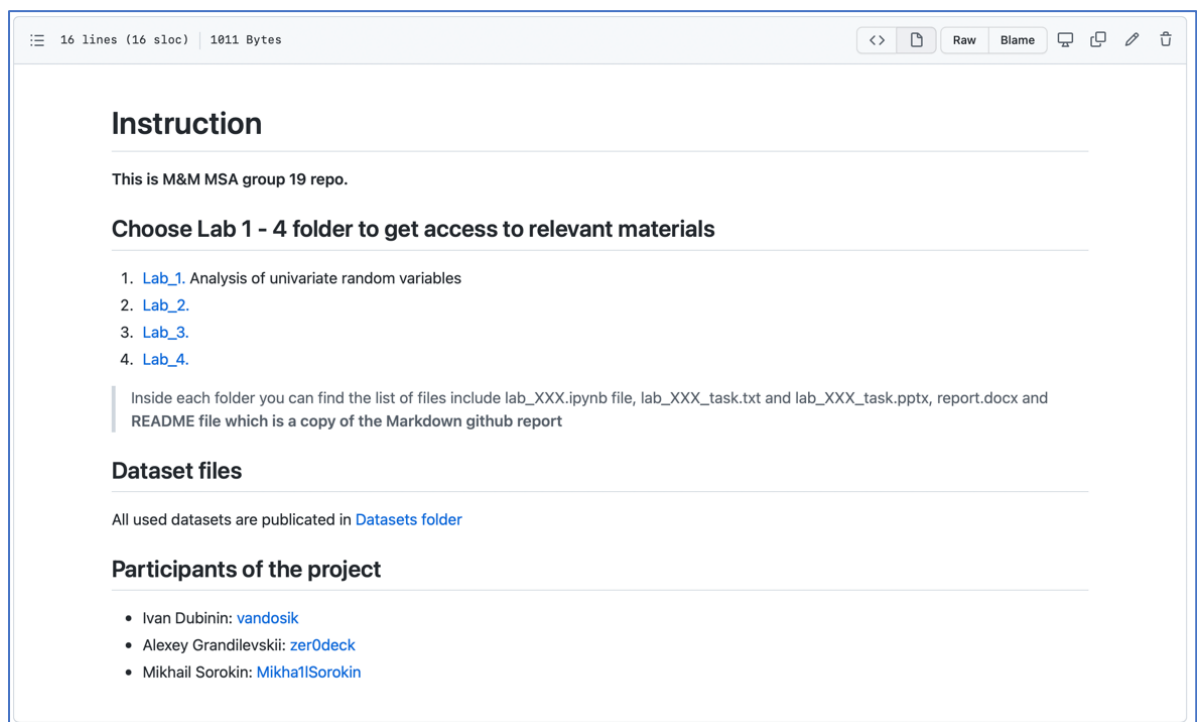 16 lines (16 sloc) 1011 Bytes Raw Blame
Instruction
This is M&M MSA group 19 repo.
Choose Lab 1 - 4 folder to get access to relevant materials
1. Lab_1. Analysis of univariate random variables
2. Lab_2.
3. Lab_3.
4. Lab_4.
Inside each folder you can find the list of files include lab_XXX.ipynb file, lab_XXX_task.txt and lab_XXX_task.pptx, report.docx and
README file which is a copy of the Markdown github report
Dataset files
All used datasets are publicated in Datasets folder
Participants of the project
• Ivan Dubinin: vandosik
• Alexey Grandilevskii: zer0deck
• Mikhail Sorokin: Mikha1lSorokin